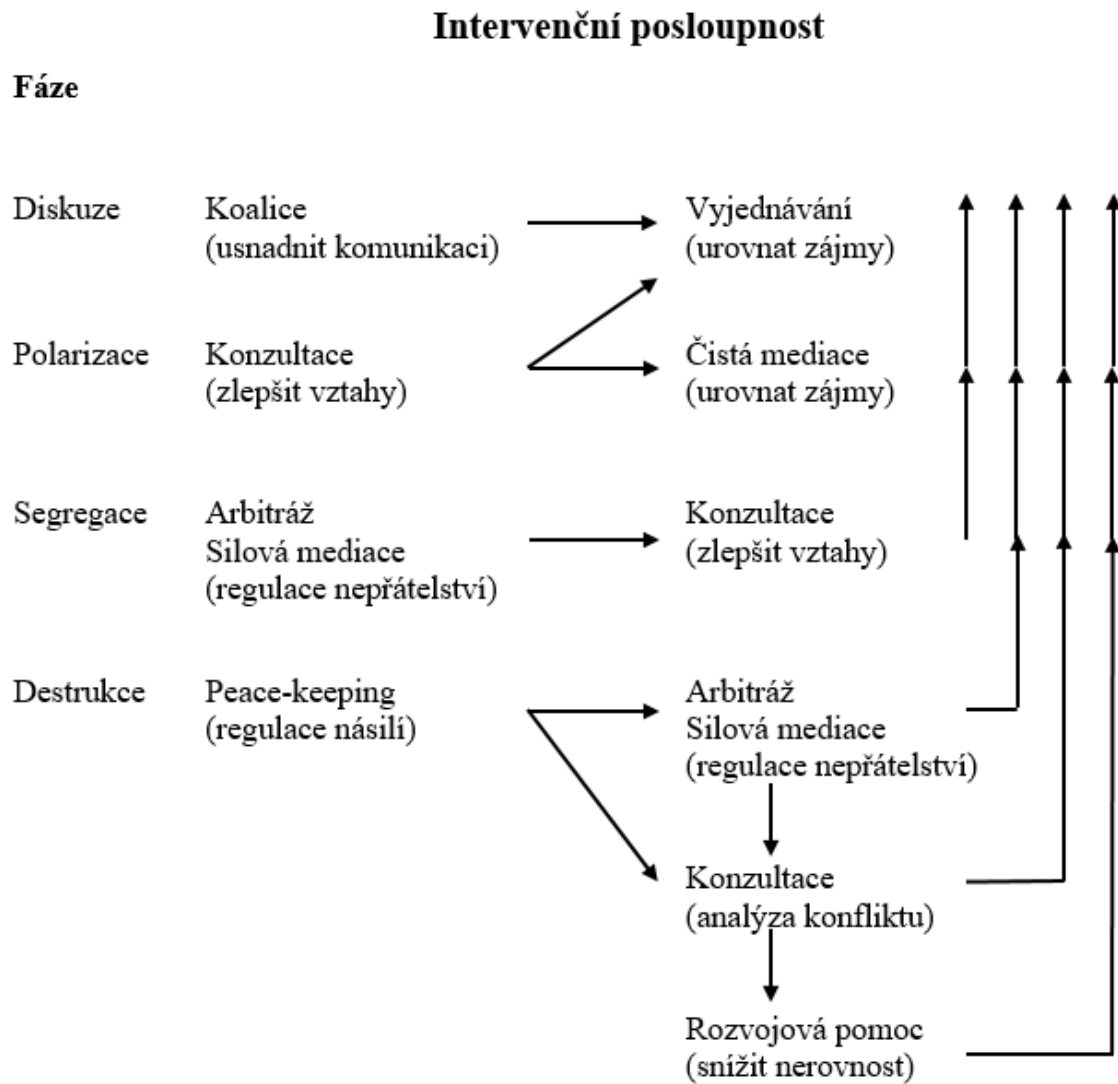 Intervenční posloupnost
Fáze
Diskuze Koalice Vyjednávání
(usnadnit komunikaci) (urovnat zájmy)
Polarizace Konzultace Čistá mediace
(zlepšit vztahy) (urovnat zájmy)
Segregace Arbitráž Konzultace
Silová mediace (zlepšit vztahy)
(regulace nepřátelství)
Destrukce Peace-keeping Arbitráž
(regulace násilí) Silová mediace
(regulace nepřátelství)
Konzultace
(analýza konfliktu)
Rozvojová pomoc
(snížit nerovnost)